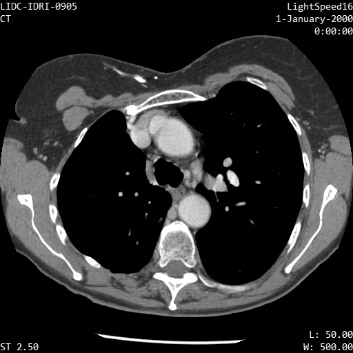 LIDC-IDRI-0905
CT
LightSpeed16
1-January-2000
0:00:00
ST 2.50
L: 50.00
W: 500.00